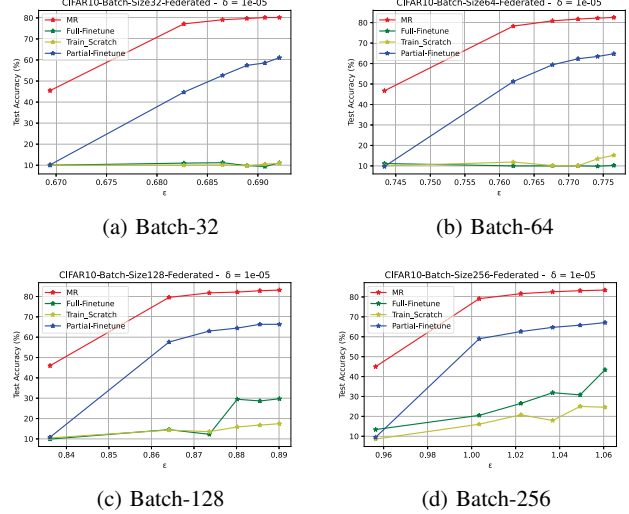 CIFAR10-Batch-Size32-Federated - δ = 1e-05
MR
Full-Finetune
Train_Scratch
Partial-Finetune
Test Accuracy (%)
80
70
60
50
40
30
20
10
0.670 0.675 0.680 0.685 0.690
ε
(a) Batch-32
CIFAR10-Batch-Size64-Federated - δ = 1e-05
MR
Full-Finetune
Train_Scratch
Partial-Finetune
Test Accuracy (%)
80
70
60
50
40
30
20
10
0.745 0.750 0.755 0.760 0.765 0.770 0.775
ε
(b) Batch-64
CIFAR10-Batch-Size128-Federated - δ = 1e-05
MR
Full-Finetune
Train_Scratch
Partial-Finetune
Test Accuracy (%)
80
70
60
50
40
30
20
10
0.84 0.85 0.86 0.87 0.88 0.89
ε
(c) Batch-128
CIFAR10-Batch-Size256-Federated - δ = 1e-05
MR
Full-Finetune
Train_Scratch
Partial-Finetune
Test Accuracy (%)
80
70
60
50
40
30
20
10
0.96 0.98 1.00 1.02 1.04 1.06
ε
(d) Batch-256